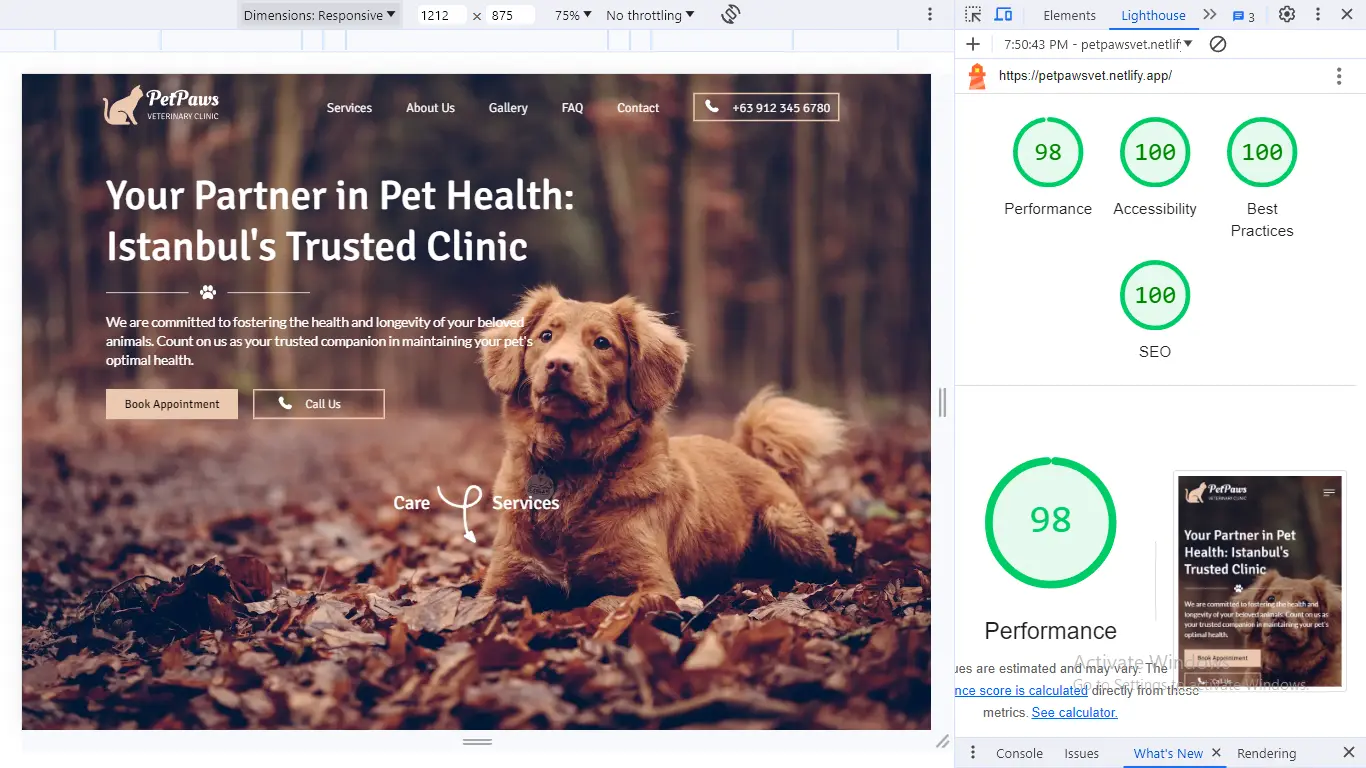 Dimensions: Responsive
1212
×
875
75%
No throttling
Elements
Lighthouse
3
7:50:43 PM - petpawsvet.netlify
https://petpawsvet.netlify.app/
PetPaws
VETERINARY CLINIC
Services
About Us
Gallery
FAQ
Contact
+63 912 345 6780
Your Partner in Pet Health:
Istanbul's Trusted Clinic
We are committed to fostering the health and longevity of your beloved
animals. Count on us as your trusted companion in maintaining your pet's
optimal health.
Book Appointment
Call Us
Care
Services
98
Performance
100
Accessibility
100
Best
Practices
100
SEO
98
Performance
ues are estimated and may vary. The
nce score is calculated directly from these
metrics. See calculator.
PetPaws
VETERINARY CLINIC
Your Partner in Pet
Health: Istanbul's
Trusted Clinic
We are committed to fostering the health and
longevity of your beloved animals. Count on us as
your trusted companion in maintaining your pet's
optimal health.
Book Appointment
Call Us
Activate Windows
Go to Settings to activate Windows.
Console
Issues
What's New
Rendering